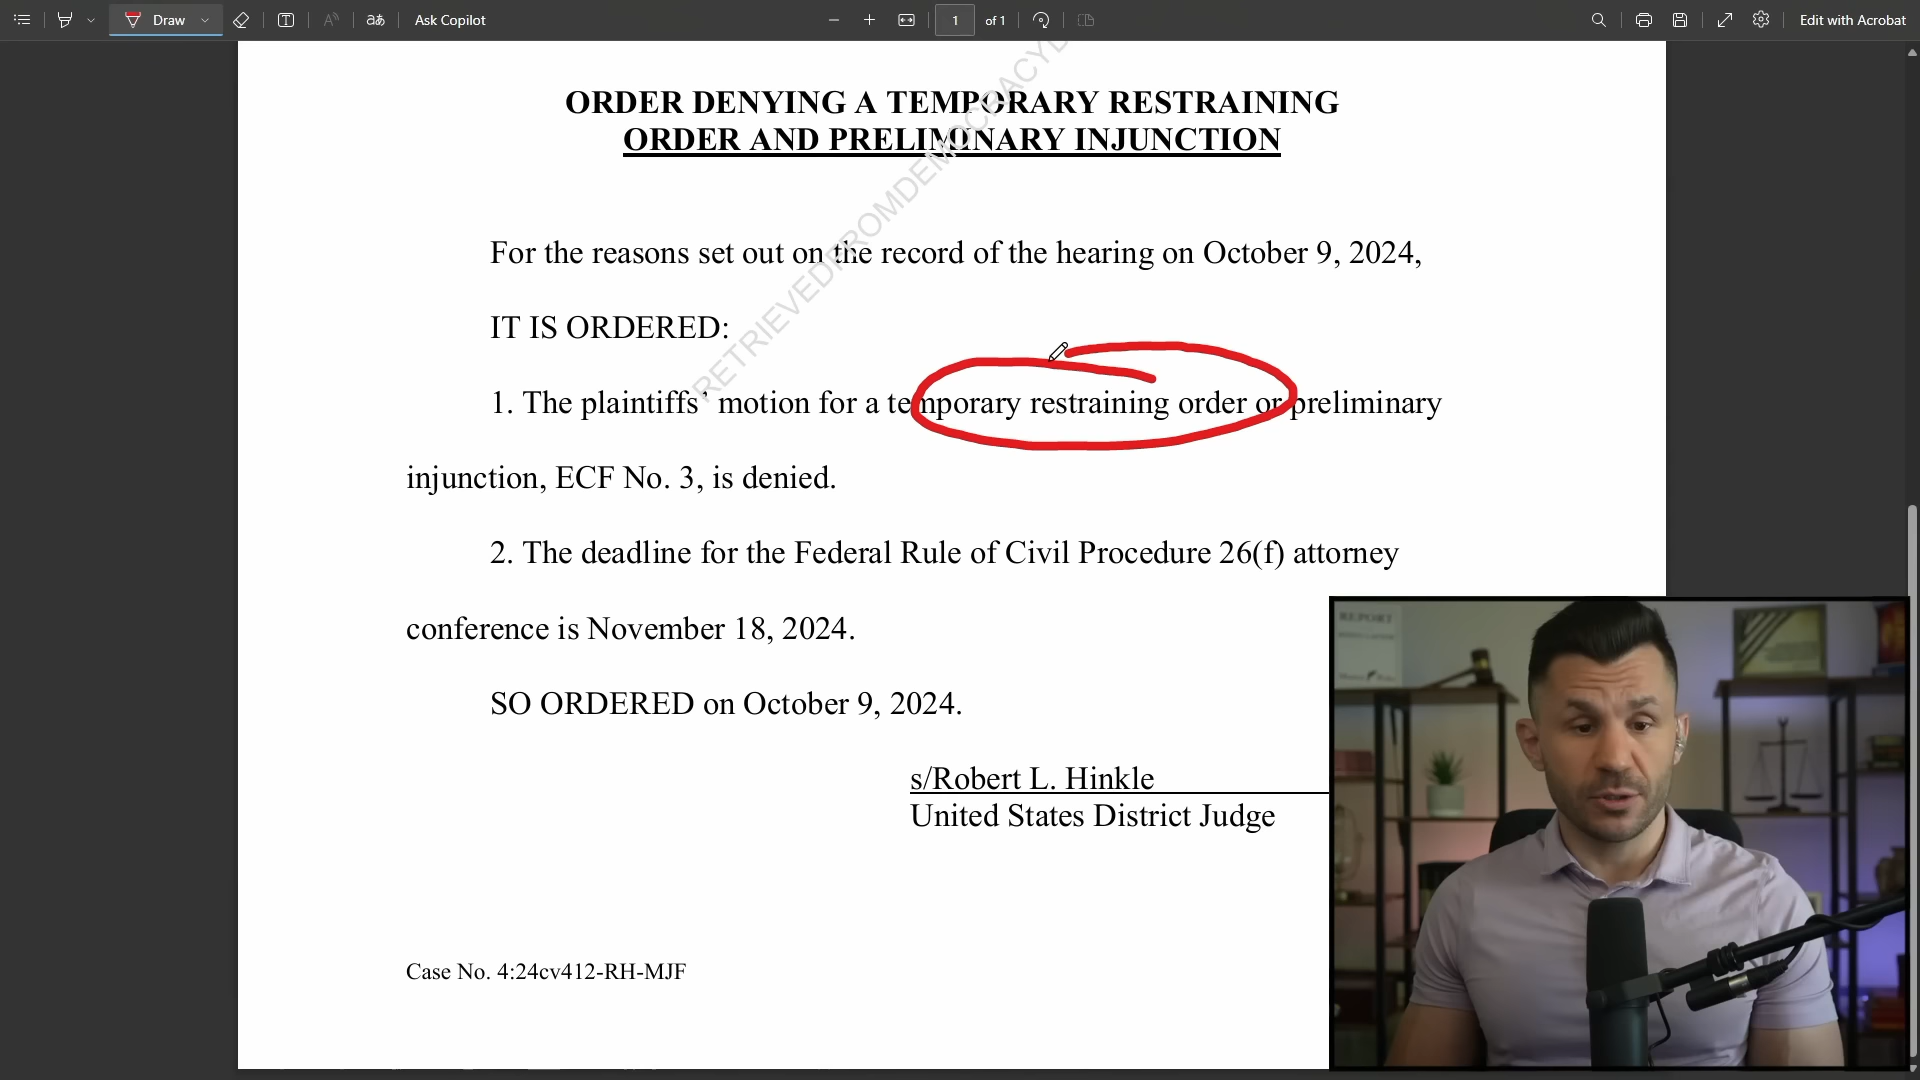 Draw
aあ
Ask Copilot
1
of 1
Edit with Acrobat
ORDER DENYING A TEMPORARY RESTRAINING
ORDER AND PRELIMINARY INJUNCTION
RETRIEVEDFROMDEMOCRACYD
For the reasons set out on the record of the hearing on October 9, 2024,
IT IS ORDERED:
1. The plaintiffs’ motion for a temporary restraining order or preliminary
injunction, ECF No. 3, is denied.
2. The deadline for the Federal Rule of Civil Procedure 26(f) attorney
conference is November 18, 2024.
SO ORDERED on October 9, 2024.
s/Robert L. Hinkle
United States District Judge
Case No. 4:24cv412-RH-MJF
REPORT